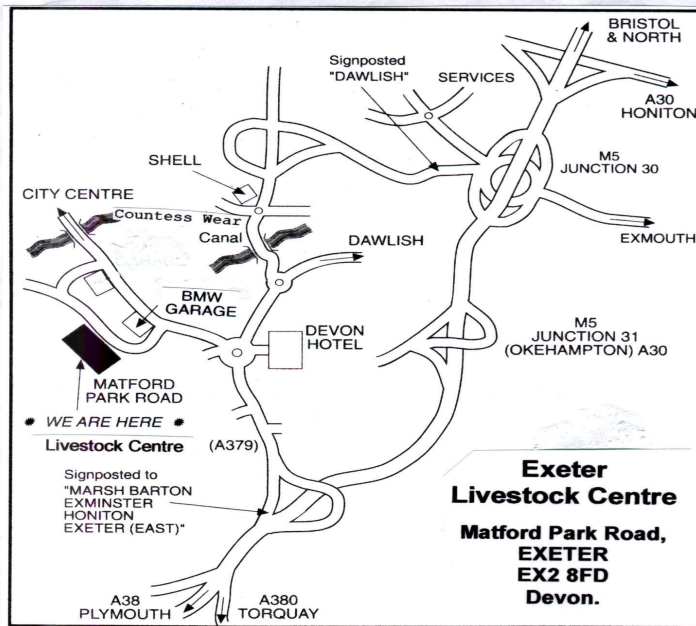 BRISTOL
& NORTH
Signposted
"DAWLISH"
SERVICES
A30
HONITON
SHELL
M5
JUNCTION 30
CITY CENTRE
Countess Wear
Canal
DAWLISH
EXMOUTH
BMW
GARAGE
DEVON
HOTEL
M5
JUNCTION 31
(OKEHAMPTON) A30
MATFORD
PARK ROAD
* WE ARE HERE *
Livestock Centre
(A379)
Signposted to
"MARSH BARTON
EXMINSTER
HONITON
EXETER (EAST)"
Exeter
Livestock Centre
Matford Park Road,
EXETER
EX2 8FD
Devon.
A38
PLYMOUTH
A380
TORQUAY